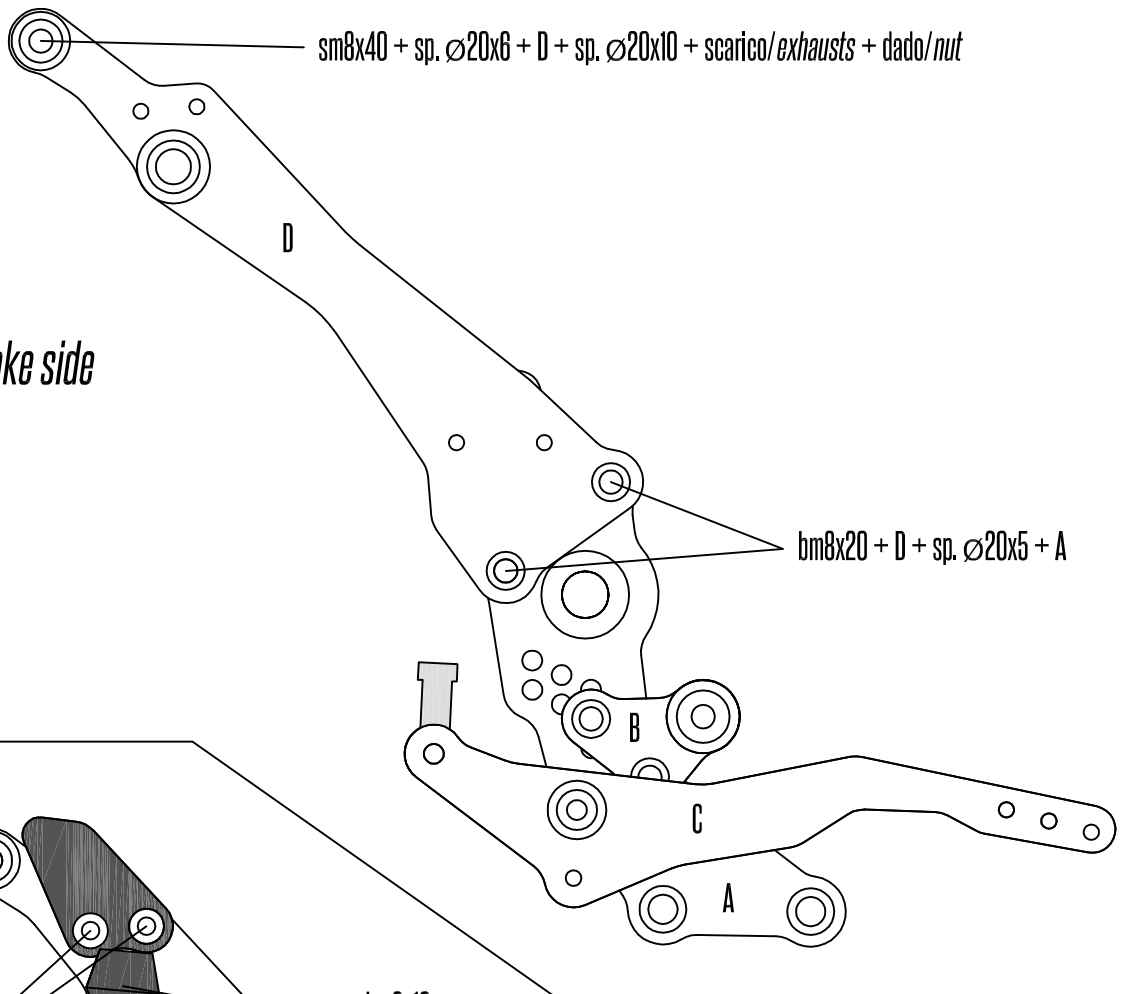 sm8x40 + sp. ⌀20x6 + D + sp. ⌀20x10 + scarico/exhausts + dado/nut
D
ke side
bm8x20 + D + sp. ⌀20x5 + A
B
C
A